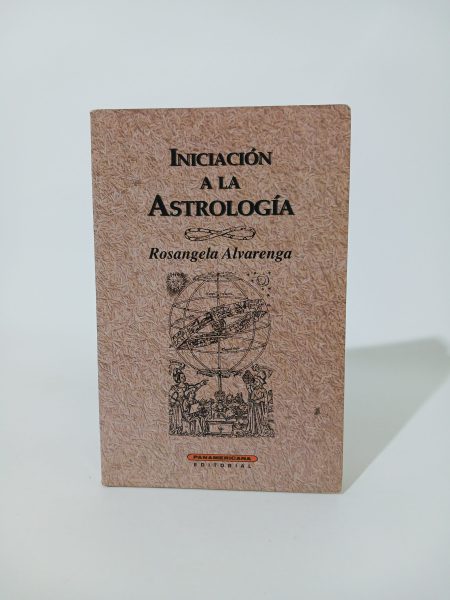 INICIACIÓN
A LA
ASTROLOGÍA
Rosangela Alvarenga
PANAMERICANA
EDITORIAL